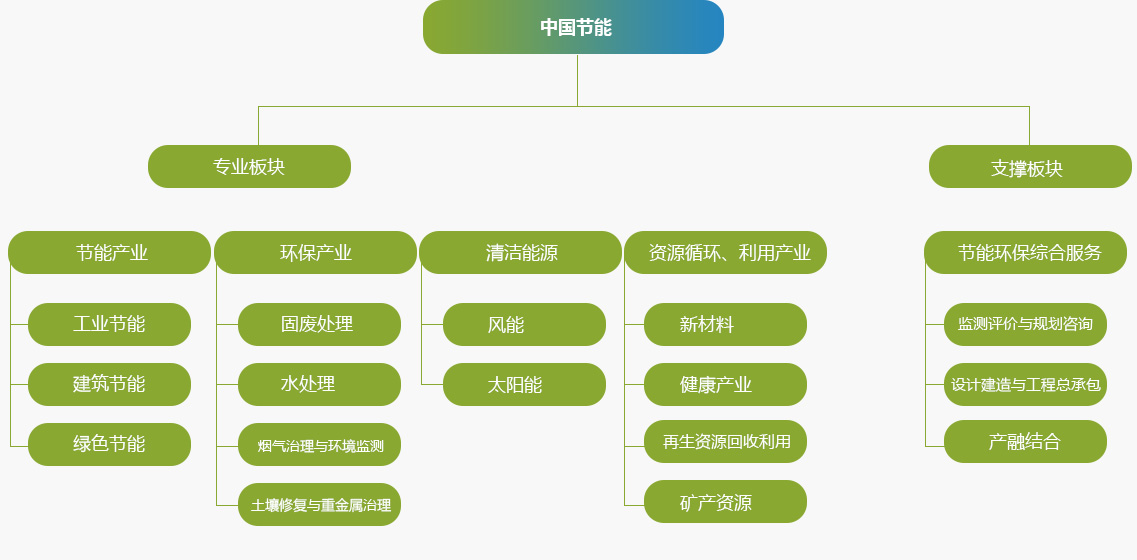 中国节能
专业板块
支撑板块
节能产业
环保产业
清洁能源
资源循环、利用产业
节能环保综合服务
工业节能
固废处理
风能
新材料
监测评价与规划咨询
建筑节能
水处理
太阳能
健康产业
设计建造与工程总承包
绿色节能
烟气治理与环境监测
再生资源回收利用
产融结合
土壤修复与重金属治理
矿产资源